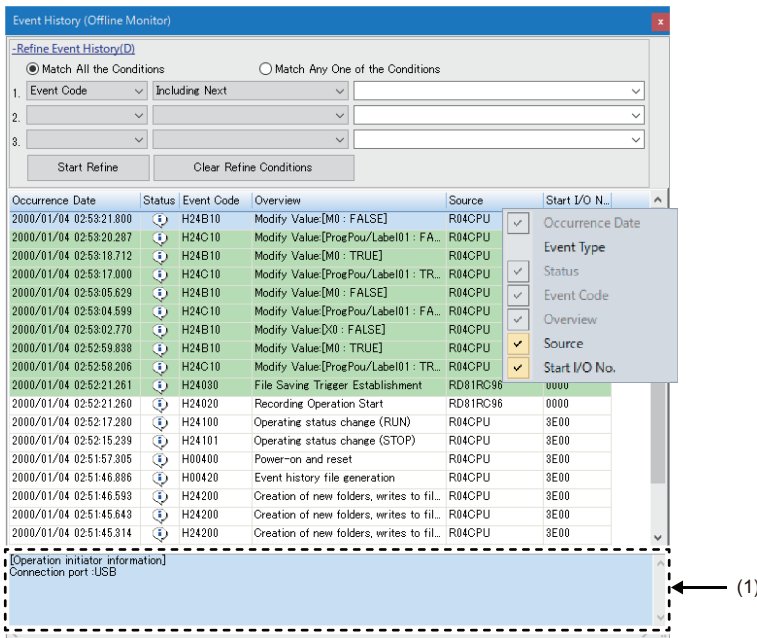 Event History (Offline Monitor)
x
-Refine Event History(D)
Match All the Conditions Match Any One of the Conditions
1. Event Code Including Next
2.
3.
Start Refine Clear Refine Conditions
Occurrence Date Status Event Code Overview Source Start I/O N...
2000/01/04 02:53:21.800 H24B10 Modify Value:[M0 : FALSE] R04CPU
2000/01/04 02:53:20.287 H24C10 Modify Value:[ProgPou/Label01 : FA... R04CPU
2000/01/04 02:53:18.712 H24B10 Modify Value:[M0 : TRUE] R04CPU
2000/01/04 02:53:17.000 H24C10 Modify Value:[ProgPou/Label01 : TR... R04CPU
2000/01/04 02:53:05.629 H24B10 Modify Value:[M0 : FALSE] R04CPU
2000/01/04 02:53:04.599 H24C10 Modify Value:[ProgPou/Label01 : FA... R04CPU
2000/01/04 02:53:02.770 H24B10 Modify Value:[X0 : FALSE] R04CPU
2000/01/04 02:52:59.838 H24B10 Modify Value:[M0 : TRUE] R04CPU
2000/01/04 02:52:58.206 H24C10 Modify Value:[ProgPou/Label01 : TR... R04CPU
2000/01/04 02:52:21.261 H24030 File Saving Trigger Establishment RD81RC96 0000
2000/01/04 02:52:21.260 H24020 Recording Operation Start RD81RC96 0000
2000/01/04 02:52:17.280 H24100 Operating status change (RUN) R04CPU 3E00
2000/01/04 02:52:15.239 H24101 Operating status change (STOP) R04CPU 3E00
2000/01/04 02:51:57.305 H00400 Power-on and reset R04CPU 3E00
2000/01/04 02:51:46.886 H00420 Event history file generation R04CPU 3E00
2000/01/04 02:51:46.593 H24200 Creation of new folders, writes to fil... R04CPU 3E00
2000/01/04 02:51:45.643 H24200 Creation of new folders, writes to fil... R04CPU 3E00
2000/01/04 02:51:45.314 H24200 Creation of new folders, writes to fil... R04CPU 3E00
Occurrence Date
Event Type
Status
Event Code
Overview
Source
Start I/O No.
[Operation initiator information]
Connection port :USB
(1)